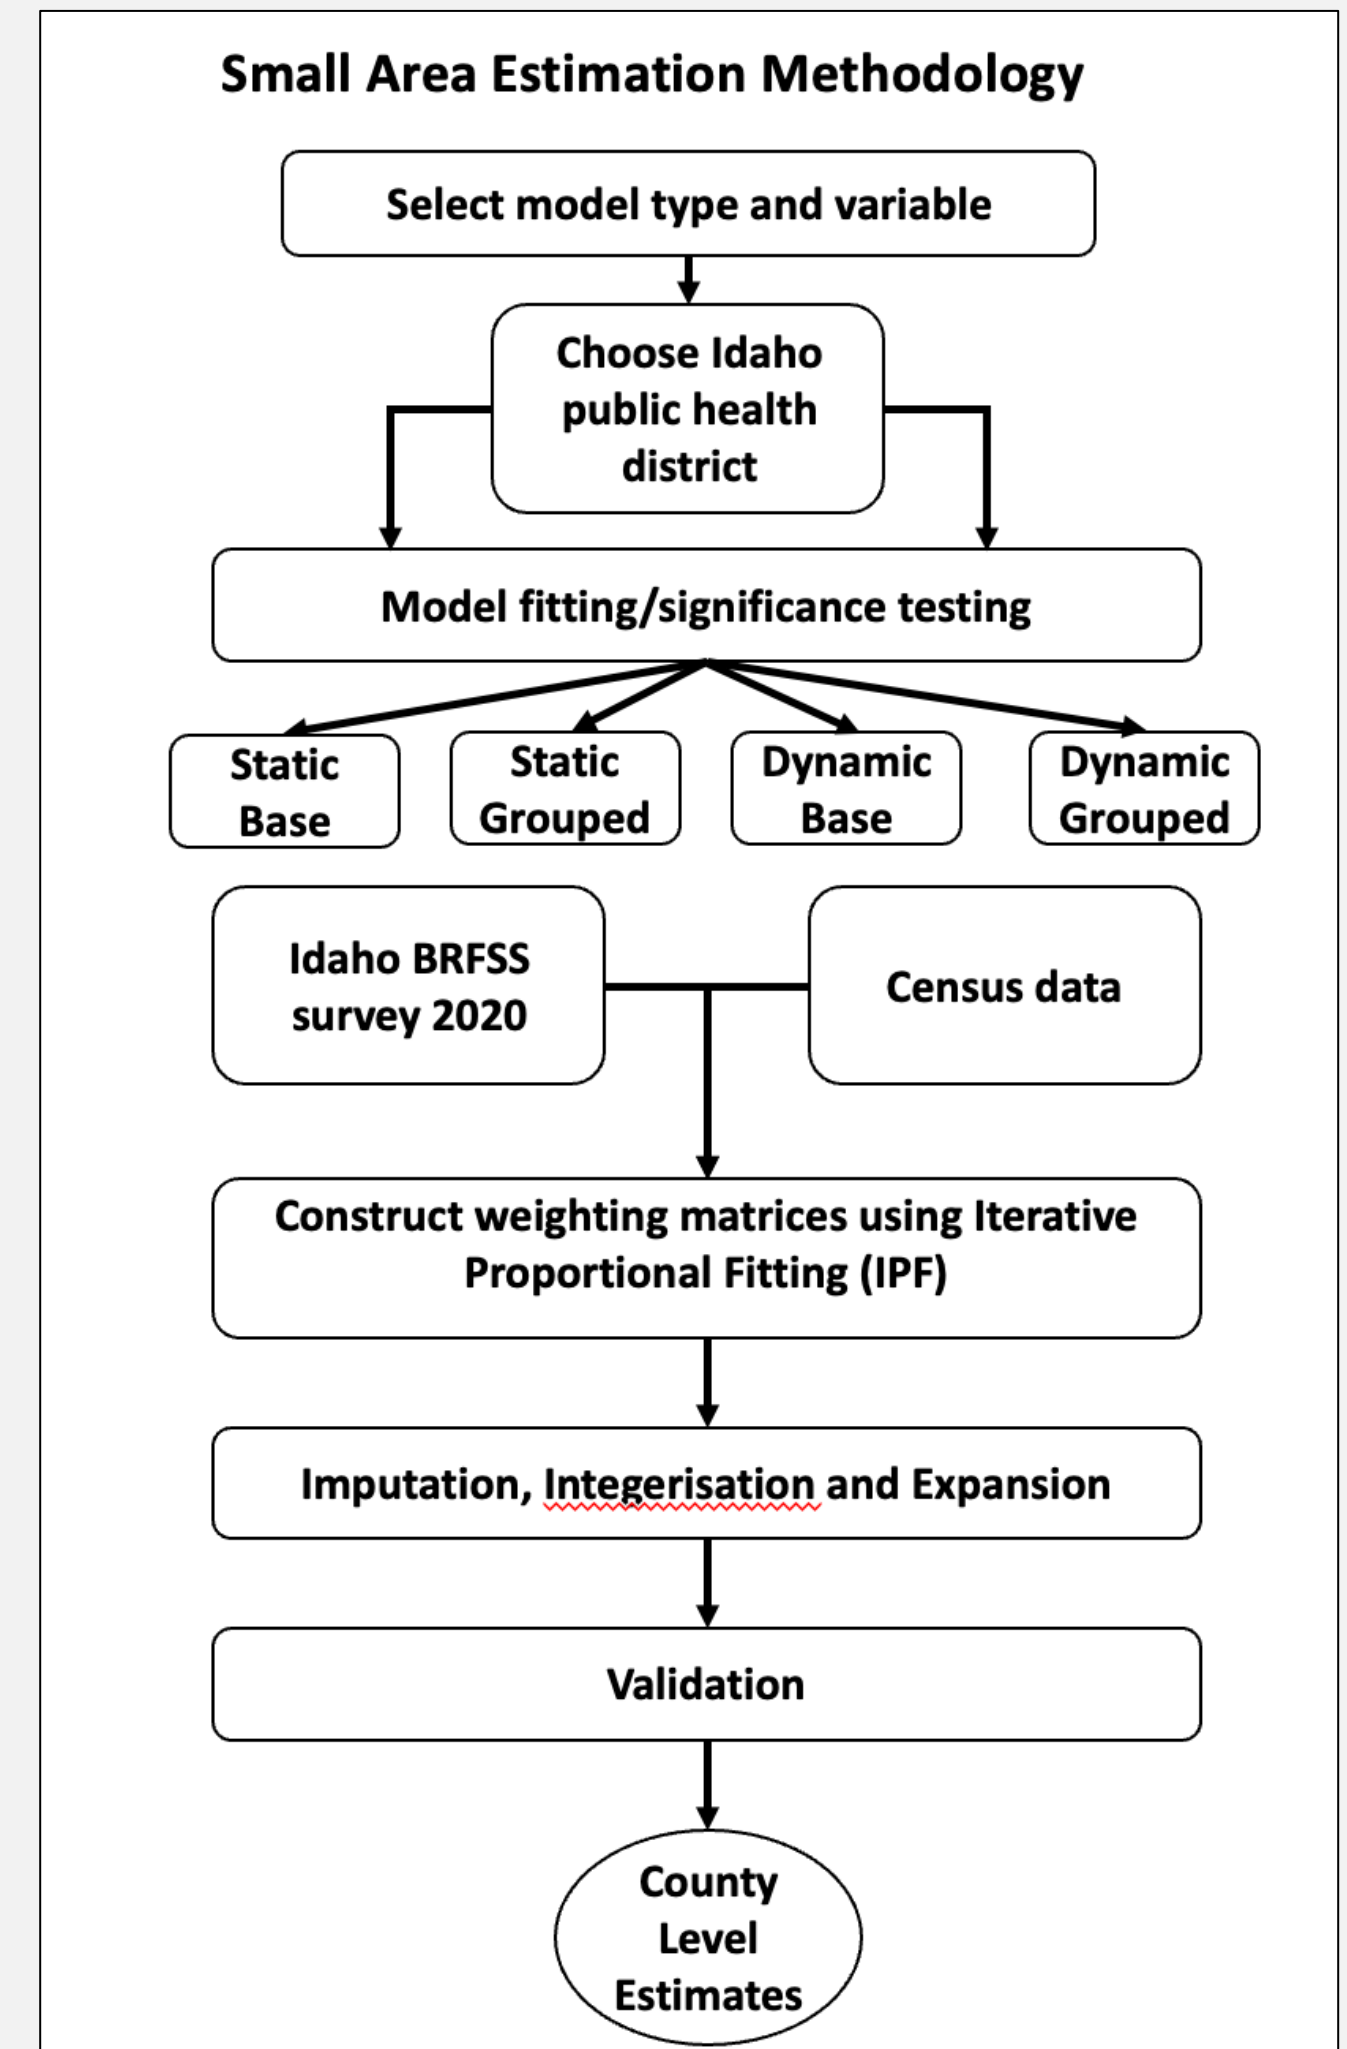 Small Area Estimation Methodology
Select model type and variable
Choose Idaho
public health
district
Model fitting/significance testing
Static
Base
Static
Grouped
Dynamic
Base
Dynamic
Grouped
Idaho BRFSS
survey 2020
Census data
Construct weighting matrices using Iterative
Proportional Fitting (IPF)
Imputation, Integerisation and Expansion
Validation
County
Level
Estimates